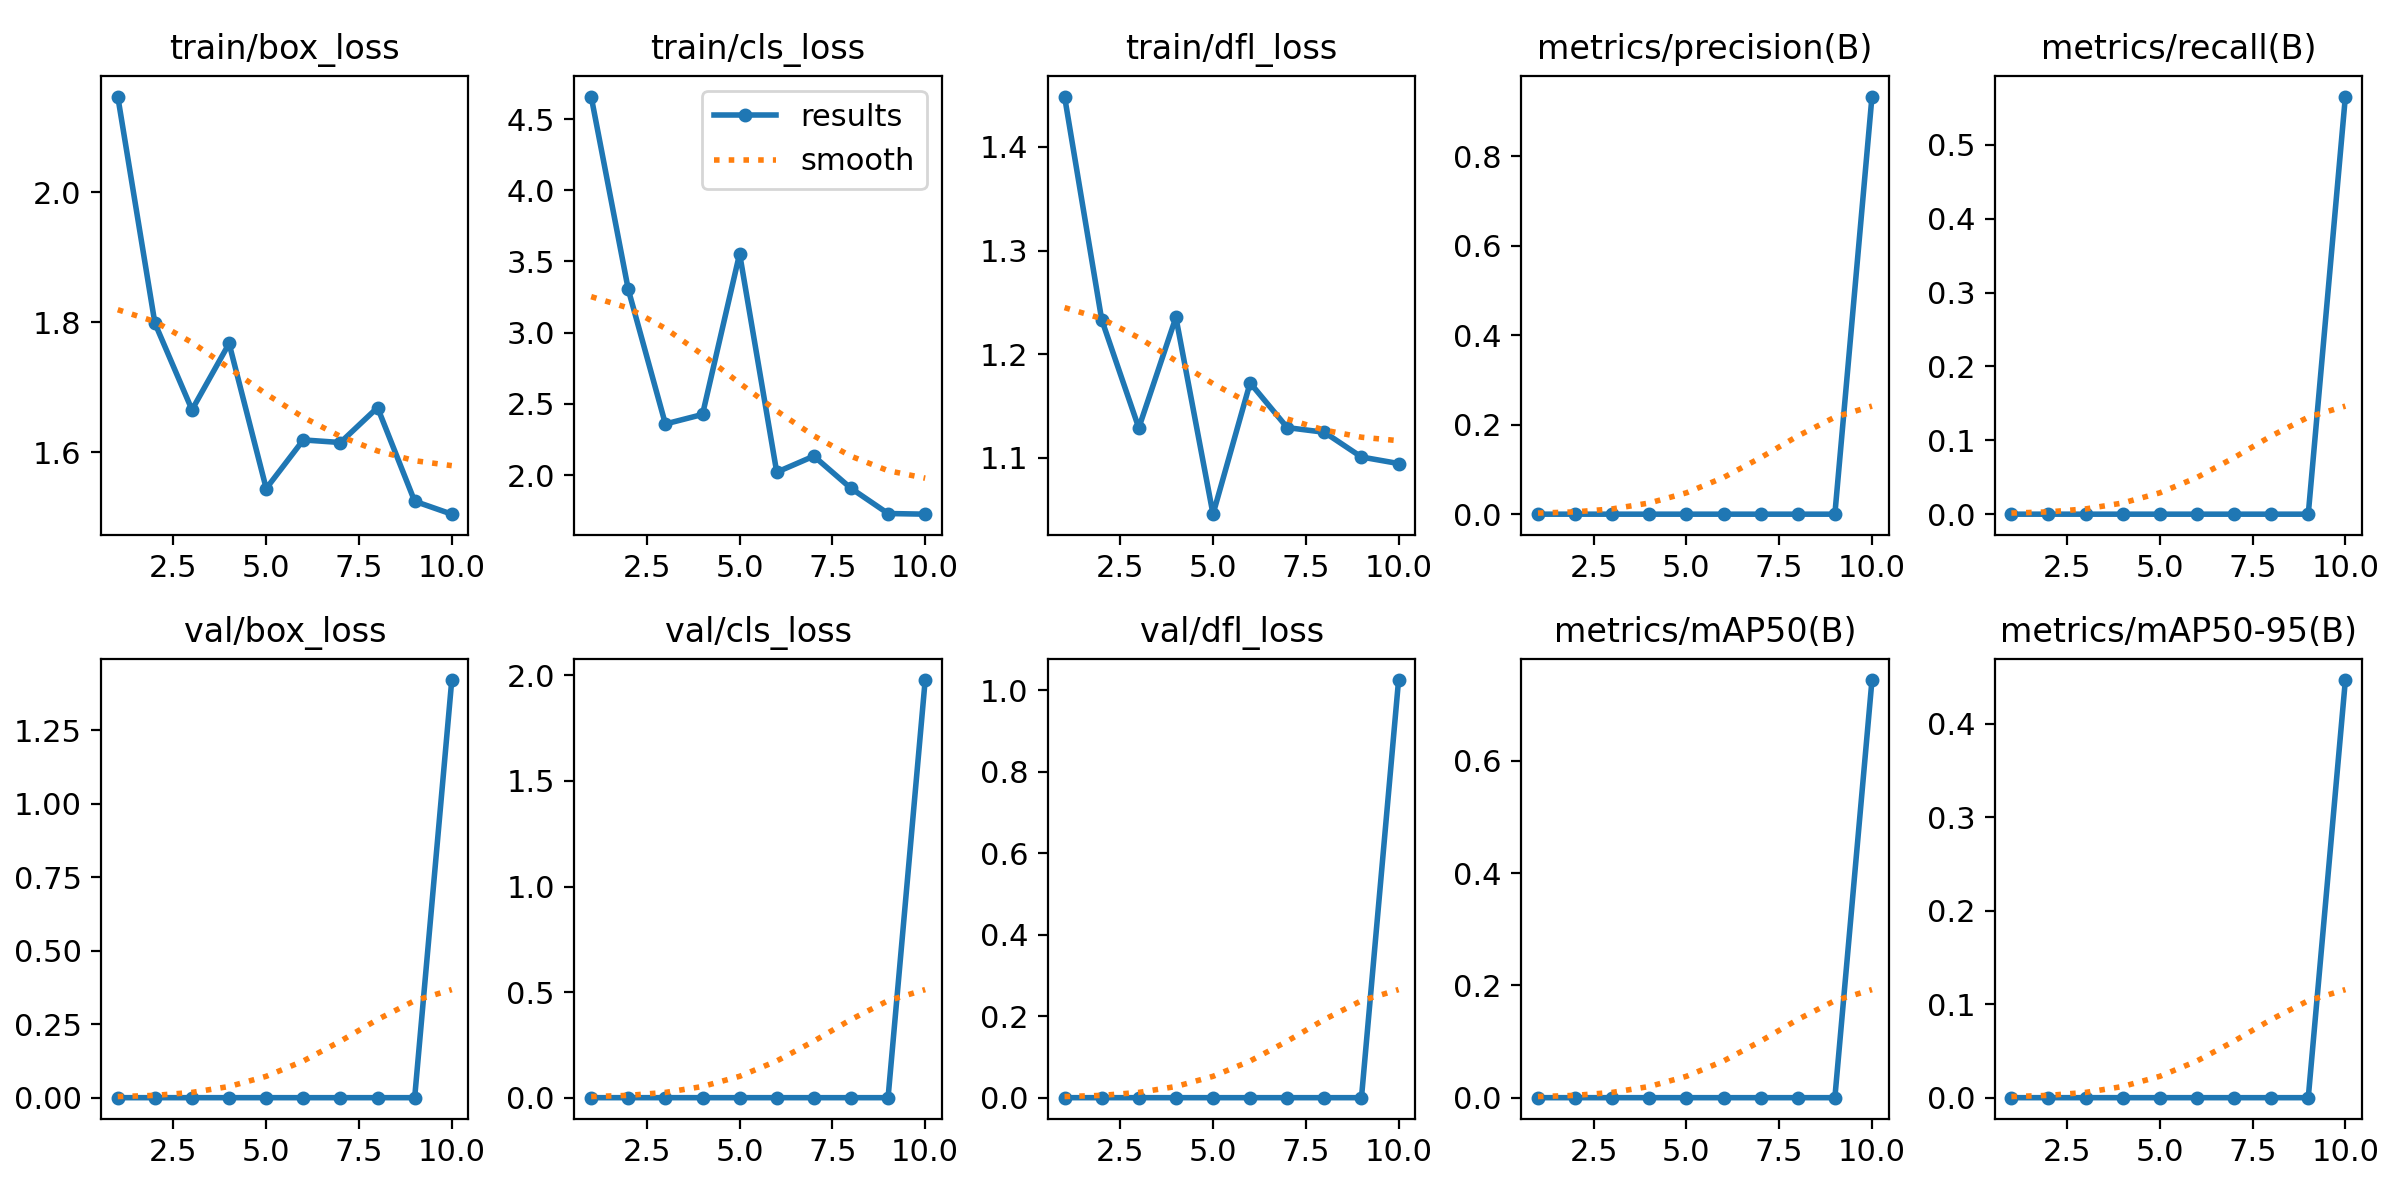 train/box_loss
train/cls_loss
train/dfl_loss
metrics/precision(B)
metrics/recall(B)
2.0
1.8
1.6
2.5 5.0 7.5 10.0
results
smooth
4.5
4.0
3.5
3.0
2.5
2.0
2.5 5.0 7.5 10.0
1.4
1.3
1.2
1.1
2.5 5.0 7.5 10.0
0.8
0.6
0.4
0.2
0.0
2.5 5.0 7.5 10.0
0.5
0.4
0.3
0.2
0.1
0.0
2.5 5.0 7.5 10.0
val/box_loss
val/cls_loss
val/dfl_loss
metrics/mAP50(B)
metrics/mAP50-95(B)
1.25
1.00
0.75
0.50
0.25
0.00
2.5 5.0 7.5 10.0
2.0
1.5
1.0
0.5
0.0
2.5 5.0 7.5 10.0
1.0
0.8
0.6
0.4
0.2
0.0
2.5 5.0 7.5 10.0
0.6
0.4
0.2
0.0
2.5 5.0 7.5 10.0
0.4
0.3
0.2
0.1
0.0
2.5 5.0 7.5 10.0